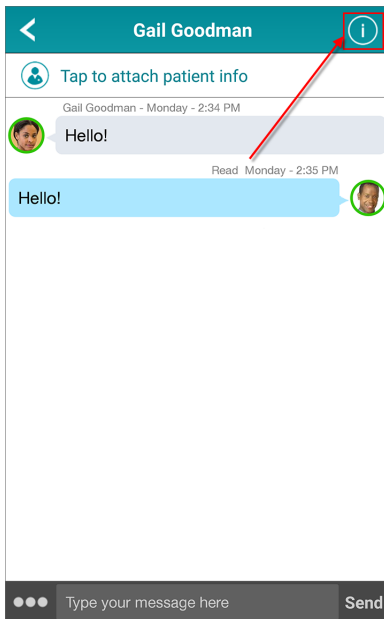 Gail Goodman
i
Tap to attach patient info
Gail Goodman - Monday - 2:34 PM
Hello!
Read Monday - 2:35 PM
Hello!
Type your message here
Send